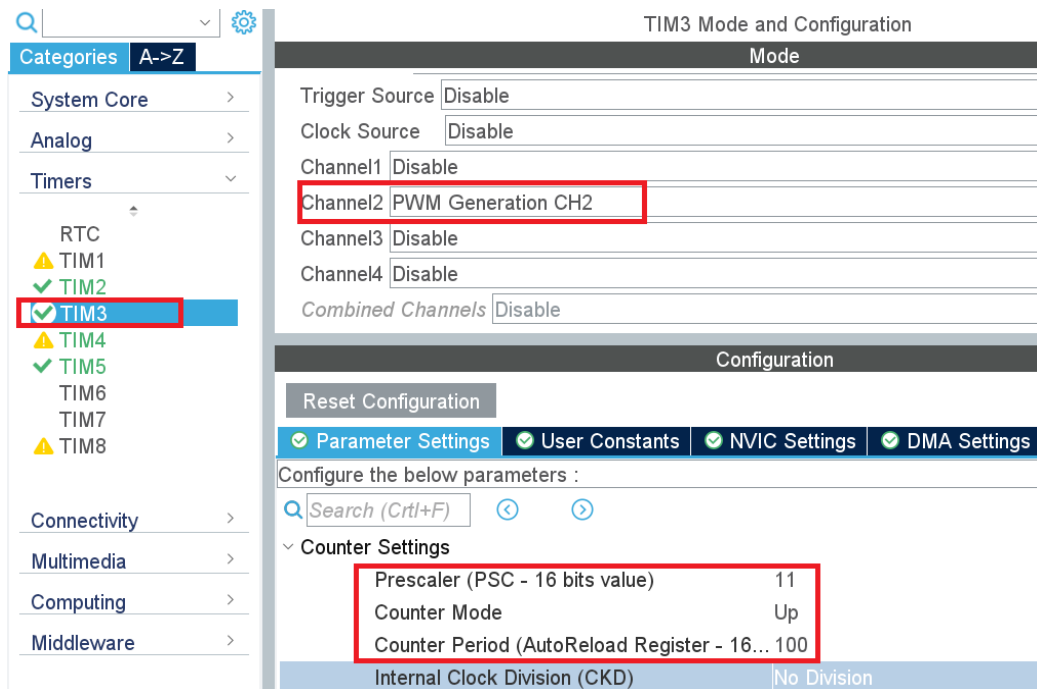 TIM3 Mode and Configuration
Categories A->Z
Mode
System Core
Analog
Timers
RTC
TIM1
TIM2
TIM3
TIM4
TIM5
TIM6
TIM7
TIM8
Connectivity
Multimedia
Computing
Middleware
Trigger Source Disable
Clock Source Disable
Channel1 Disable
Channel2 PWM Generation CH2
Channel3 Disable
Channel4 Disable
Combined Channels Disable
Configuration
Reset Configuration
Parameter Settings User Constants NVIC Settings DMA Settings
Configure the below parameters :
Search (Crtl+F)
Counter Settings
Prescaler (PSC - 16 bits value) 11
Counter Mode Up
Counter Period (AutoReload Register - 16... 100
Internal Clock Division (CKD) No Division